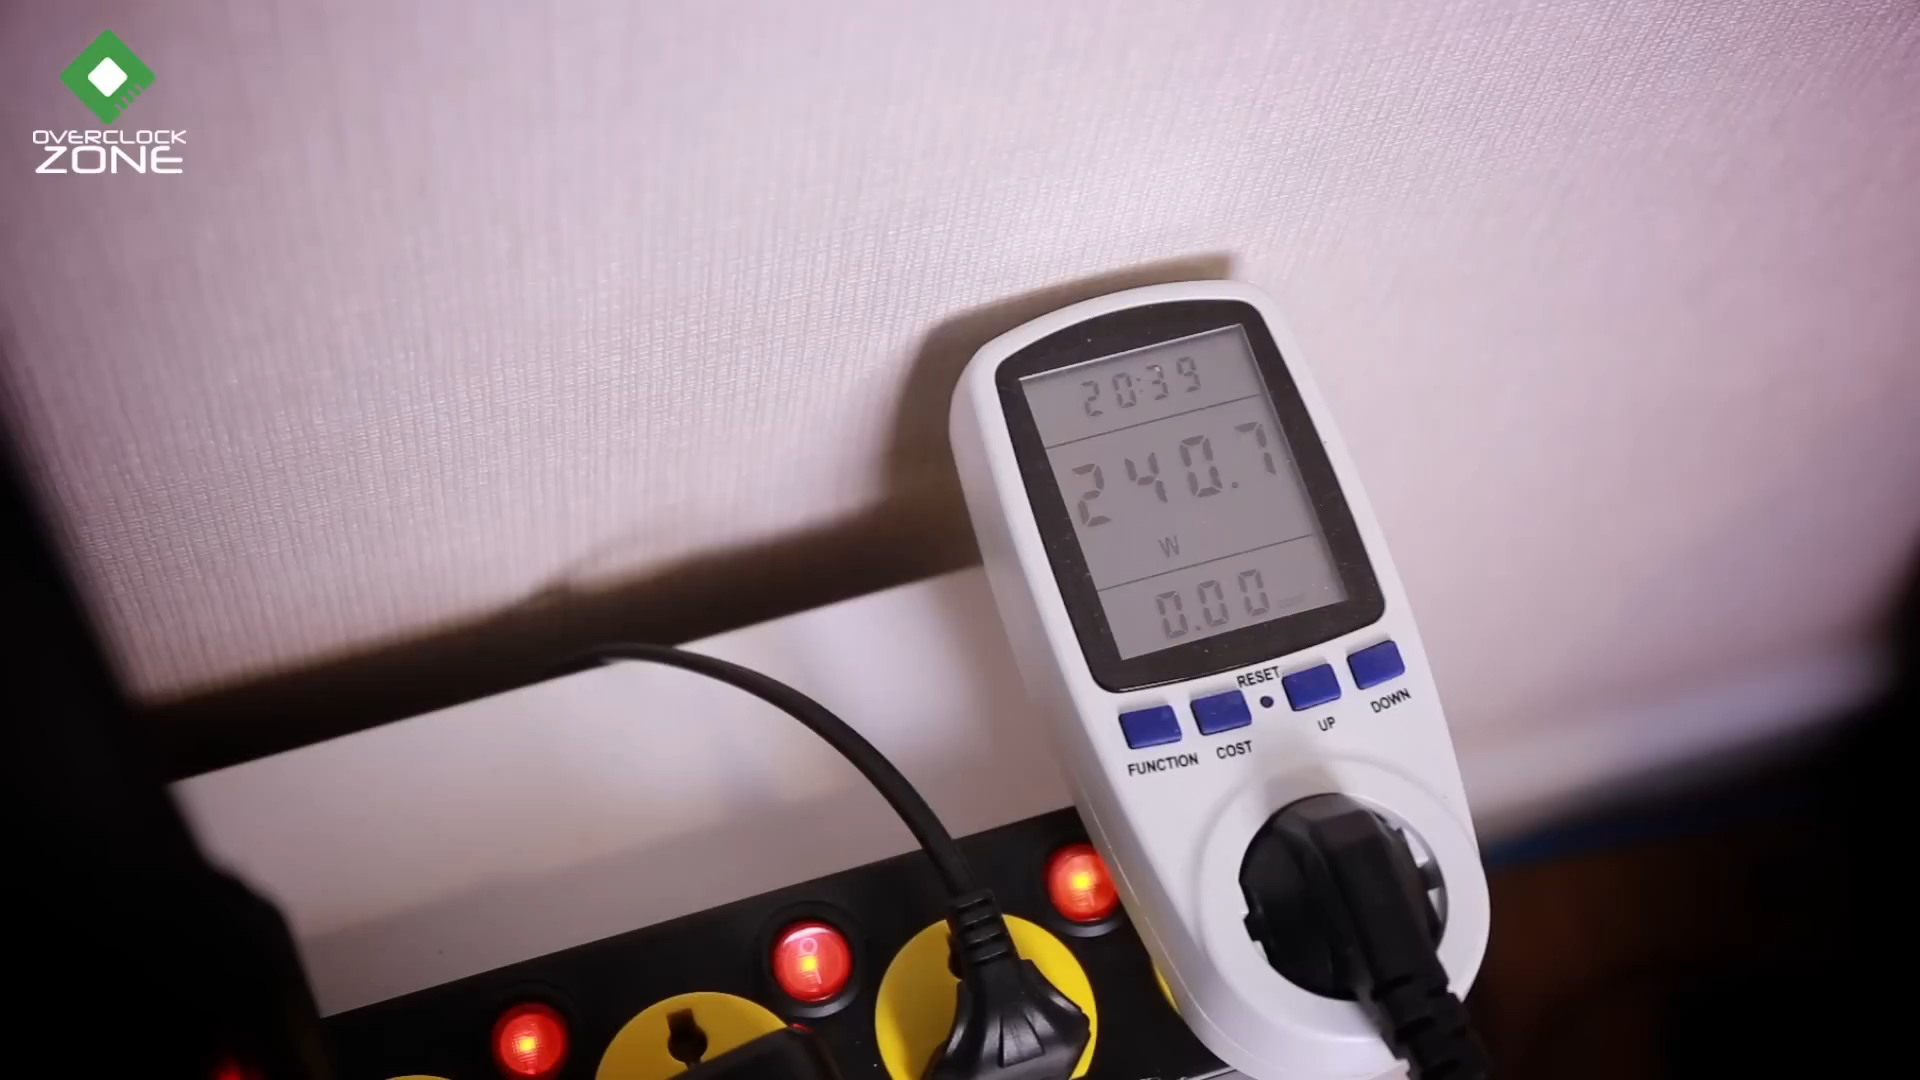 OVERCLOCK
ZONE
20:39
240.7
W
0.00
RESET
FUNCTION
COST
UP
DOWN